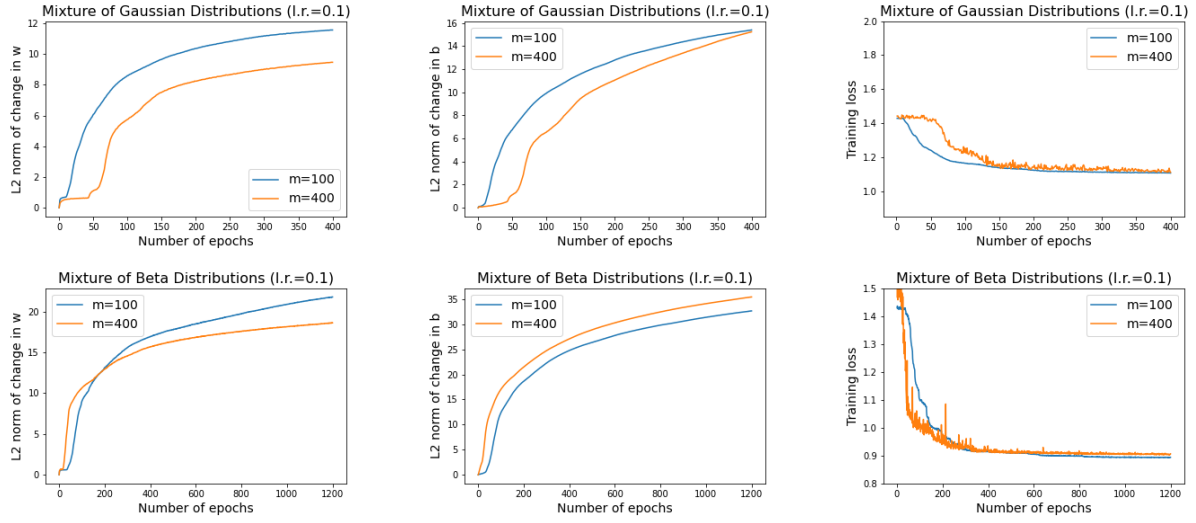 Mixture of Gaussian Distributions (l.r.=0.1)
L2 norm of change in w
12
10
8
6
4
2
0
m=100
m=400
0 50 100 150 200 250 300 350 400
Number of epochs
Mixture of Gaussian Distributions (l.r.=0.1)
L2 norm of change in b
16
14
12
10
8
6
4
2
0
m=100
m=400
0 50 100 150 200 250 300 350 400
Number of epochs
Mixture of Gaussian Distributions (l.r.=0.1)
Training loss
2.0
1.8
1.6
1.4
1.2
1.0
m=100
m=400
0 50 100 150 200 250 300 350 400
Number of epochs
Mixture of Beta Distributions (l.r.=0.1)
L2 norm of change in w
20
15
10
5
0
m=100
m=400
0 200 400 600 800 1000 1200
Number of epochs
Mixture of Beta Distributions (l.r.=0.1)
L2 norm of change in b
35
30
25
20
15
10
5
0
m=100
m=400
0 200 400 600 800 1000 1200
Number of epochs
Mixture of Beta Distributions (l.r.=0.1)
Training loss
1.5
1.4
1.3
1.2
1.1
1.0
0.9
0.8
m=100
m=400
0 200 400 600 800 1000 1200
Number of epochs